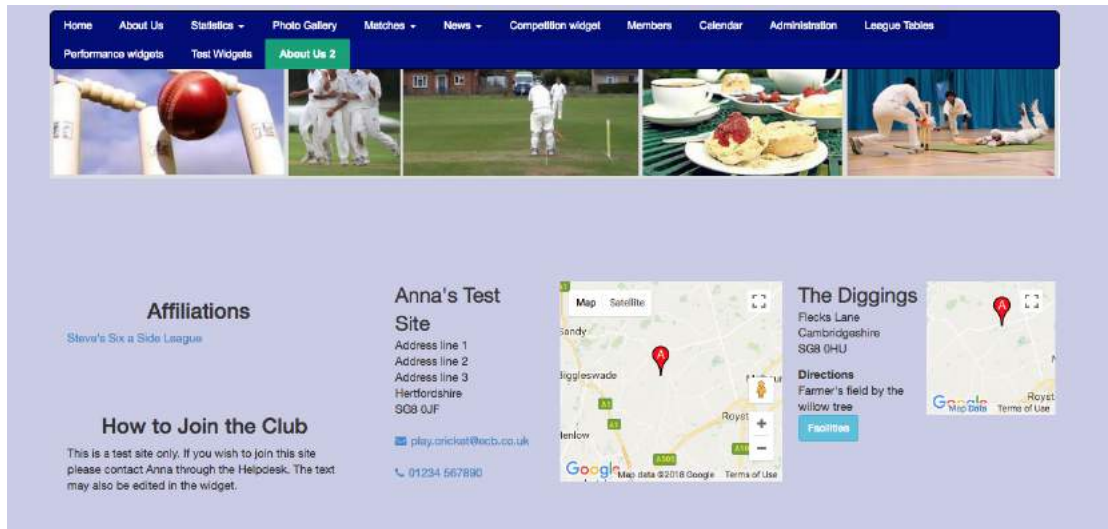 Home About Us Statistics Photo Gallery Matches News Competition widget Members Calendar Administration League Tables
Performance widgets Test Widgets About Us 2
Affiliations
Steve's Six a Side League
How to Join the Club
This is a test site only. If you wish to join this site
please contact Anna through the Helpdesk. The text
may also be edited in the widget.
Anna's Test
Site
Address line 1
Address line 2
Address line 3
Hertfordshire
SG8 0JF
play.cricket@ecb.co.uk
01234 567890
Map Satellite
Sandy
Biggleswade
A1
A1
Royst
Henlow
A505
Google
Map data ©2018 Google Terms of Use
The Diggings
Flecks Lane
Cambridgeshire
SG8 0HU
Directions
Farmer's field by the
willow tree
Facilities
A
Royst
Google
Map Data Terms of Use